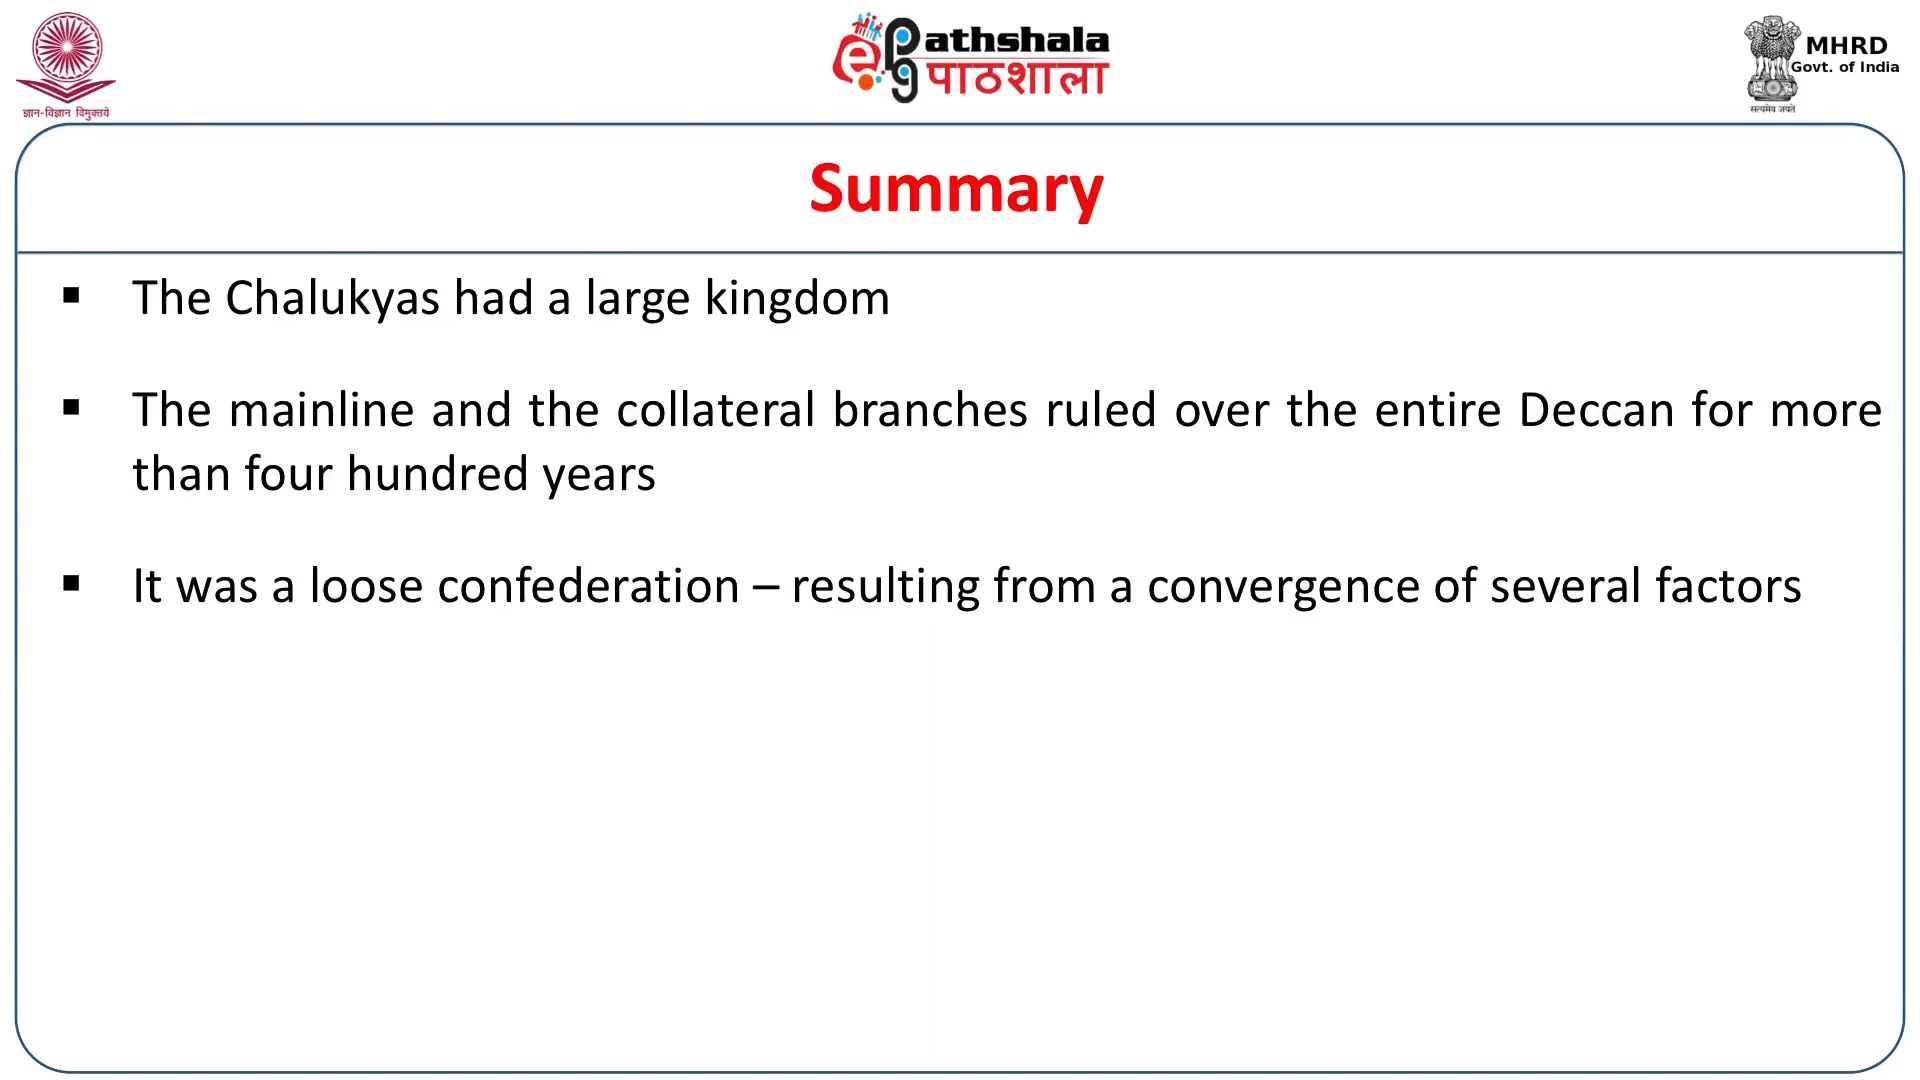 ज्ञान-विज्ञान विमुक्तये
e pg Pathshala
पाठशाला
MHRD
Govt. of India
सत्यमेव जयते
Summary
▪ The Chalukyas had a large kingdom
▪ The mainline and the collateral branches ruled over the entire Deccan for more
than four hundred years
▪ It was a loose confederation – resulting from a convergence of several factors